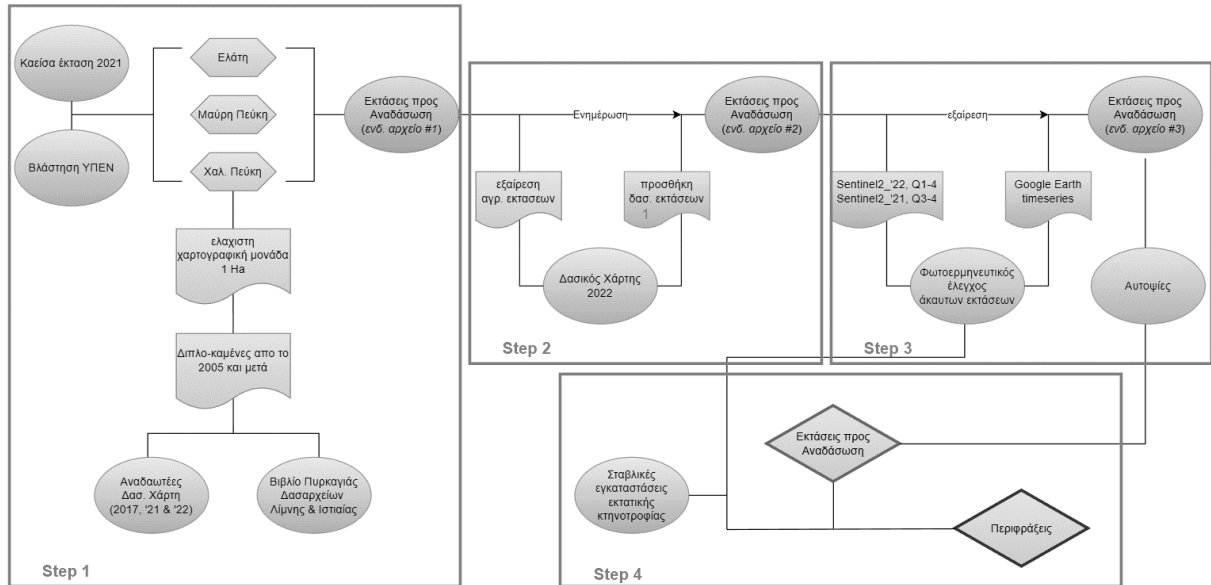 Καείσα έκταση 2021
Βλάστηση ΥΠΕΝ
Ελάτη
Μαύρη Πεύκη
Χαλ. Πεύκη
Εκτάσεις προς
Αναδάσωση
(ενδ. αρχείο #1)
ελαχιστη
χαρτογραφική μονάδα
1 Ha
Διπλο-καμένες απο το
2005 και μετά
Αναδαωτέες
Δασ. Χάρτη
(2017, '21 & '22)
Βιβλίο Πυρκαγιάς
Δασαρχείων
Λίμνης & Ιστιαίας
Step 1
Ενημέρωση
Εκτάσεις προς
Αναδάσωση
(ενδ. αρχείο #2)
εξαίρεση
αγρ. εκτασεων
προσθήκη
δασ. εκτάσεων
1
Δασικός Χάρτης
2022
Step 2
εξαίρεση
Εκτάσεις προς
Αναδάσωση
(ενδ. αρχείο #3)
Sentinel2_'22, Q1-4
Sentinel2_'21, Q3-4
Google Earth
timeseries
Φωτοερμηνευτικός
έλεγχος
άκαυτων εκτάσεων
Αυτοψίες
Step 3
Εκτάσεις προς
Αναδάσωση
Σταβλικές
εγκαταστάσεις
εκτατικής
κτηνοτροφίας
Περιφράξεις
Step 4